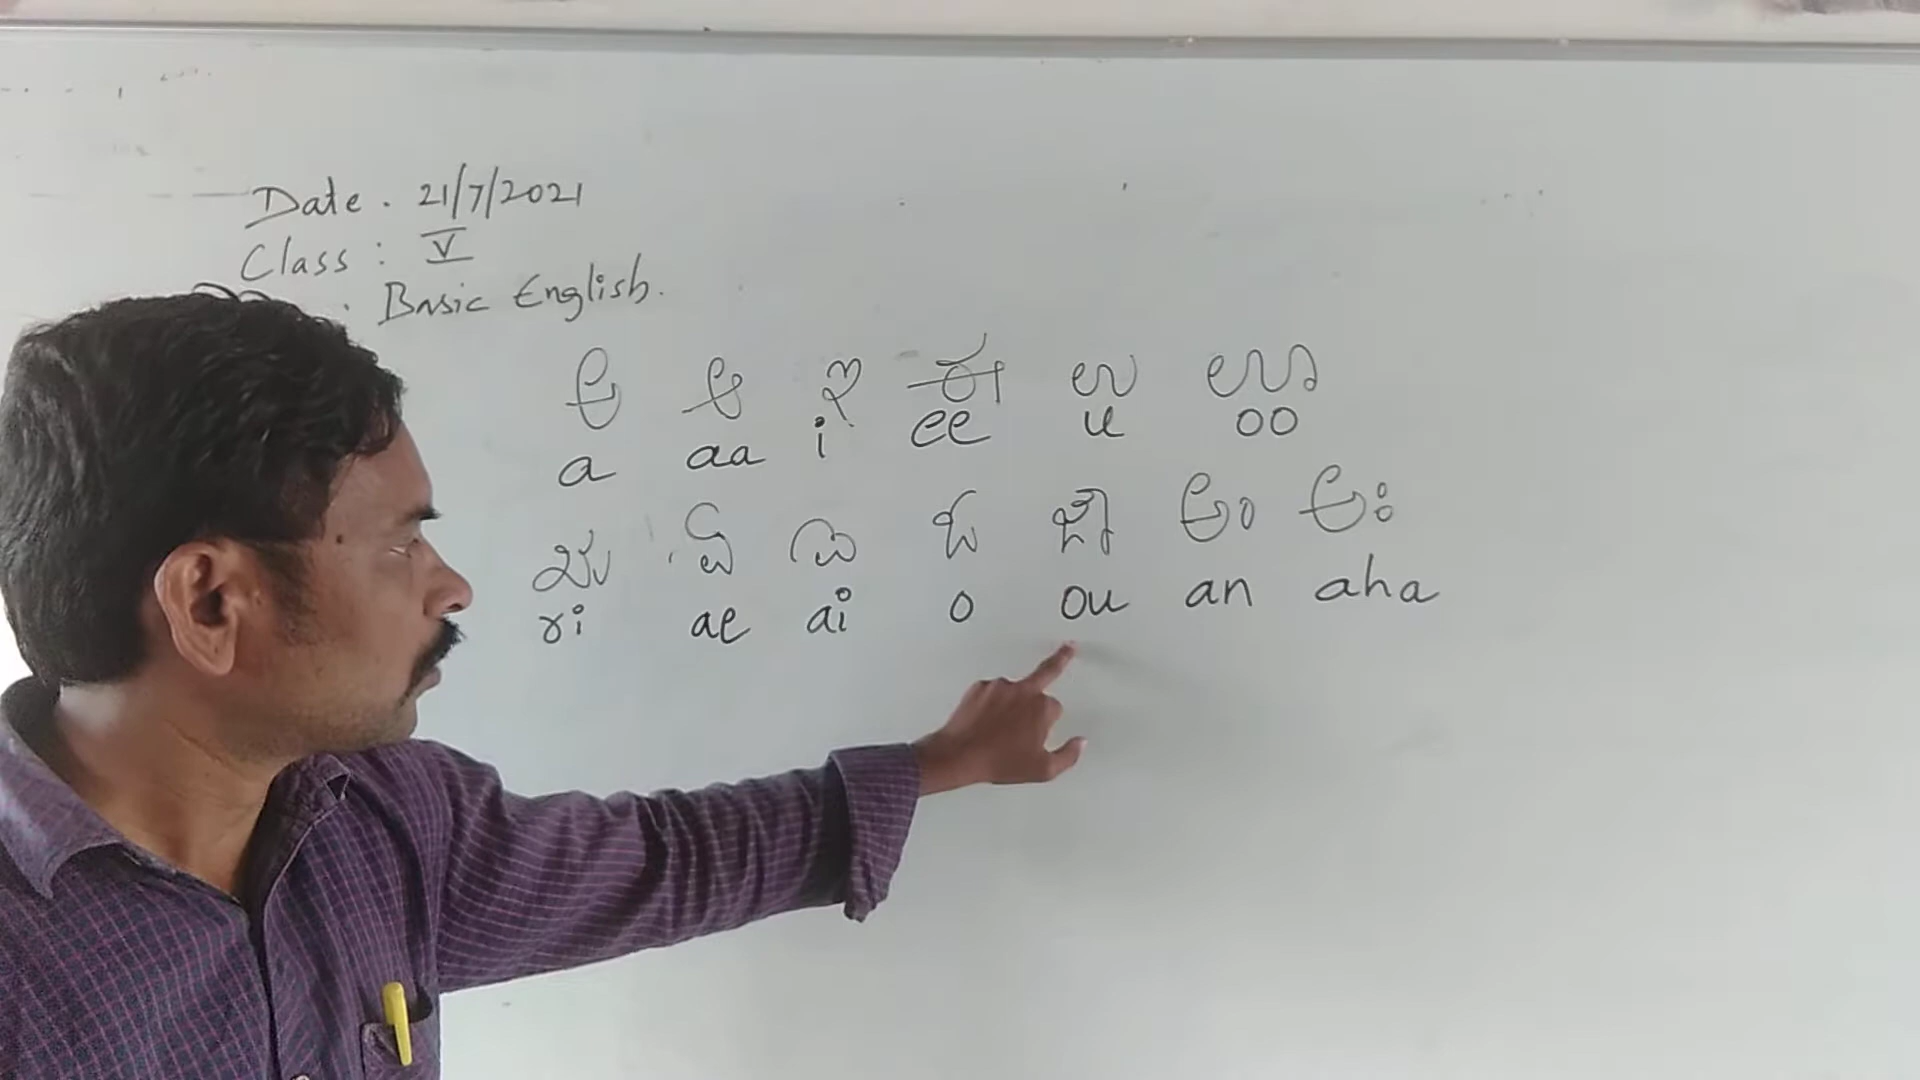 Date. 21/7/2021
Class: V
: Basic English.
ಅ ಆ ಇ ಈ ಉ ಊ
a aa i ee u oo
ಋ ಏ ಐ ಓ ಔ ಅಂ ಅಃ
ri ae ai o ou an aha